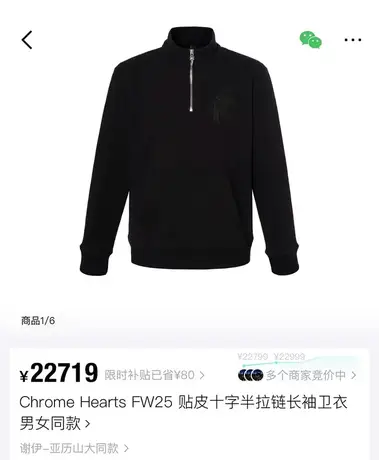 商品1/6
¥22799 ¥22999
¥22719 限时补贴已省¥80 > 多个商家竞价中 >
Chrome Hearts FW25 贴皮十字半拉链长袖卫衣
男女同款>
谢伊-亚历山大同款>